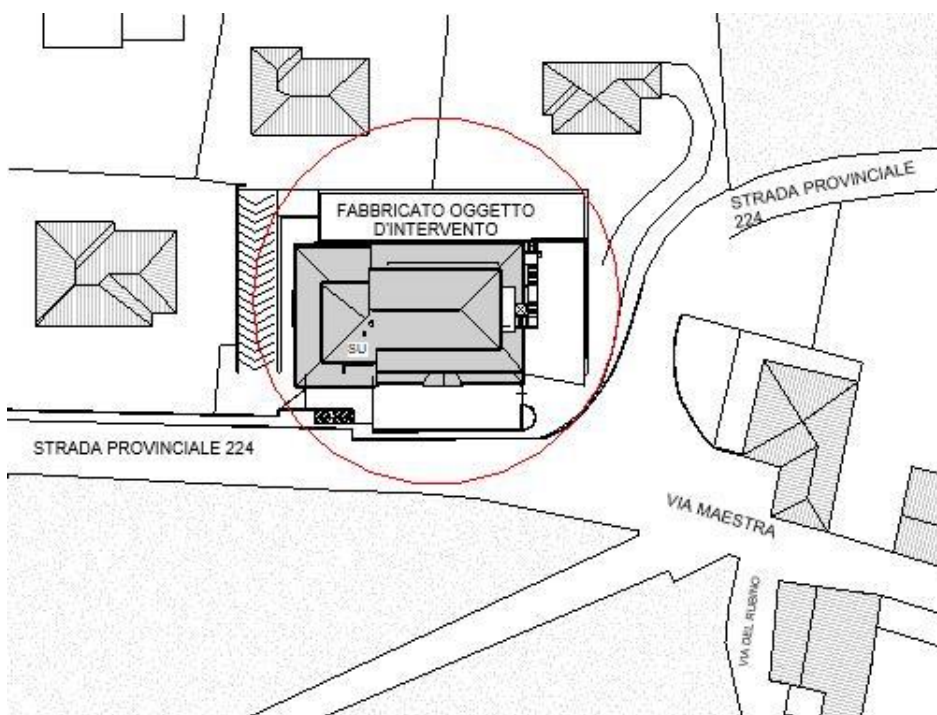 STRADA PROVINCIALE
224
FABBRICATO OGGETTO
D'INTERVENTO
SU
STRADA PROVINCIALE 224
VIA MAESTRA
VIA DEL RUBINO